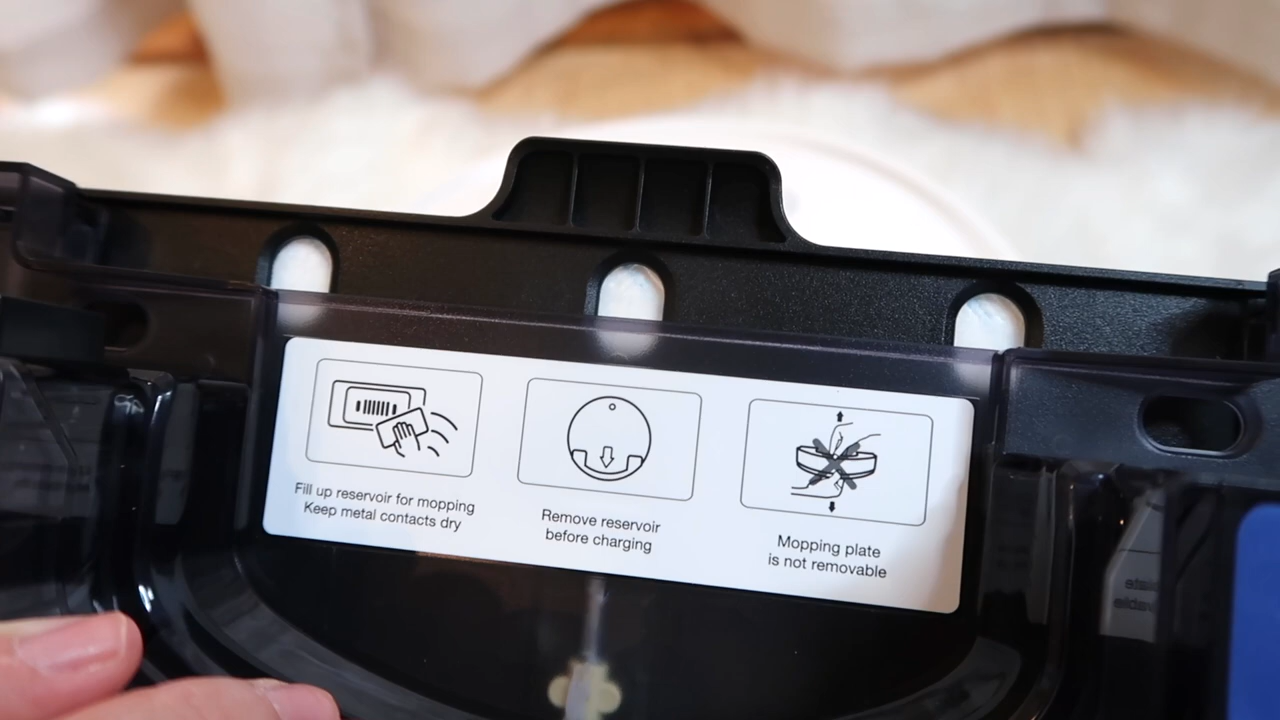 Fill up reservoir for mopping
Keep metal contacts dry
Remove reservoir
before charging
Mopping plate
is not removable